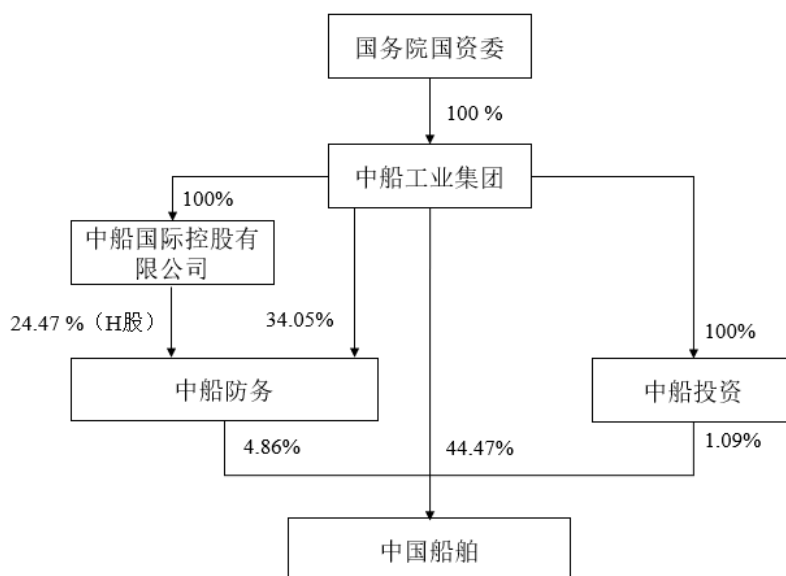 国务院国资委
100 %
中船工业集团
100%
中船国际控股有
限公司
24.47 %（H股）
34.05%
100%
中船防务
中船投资
4.86%
44.47%
1.09%
中国船舶